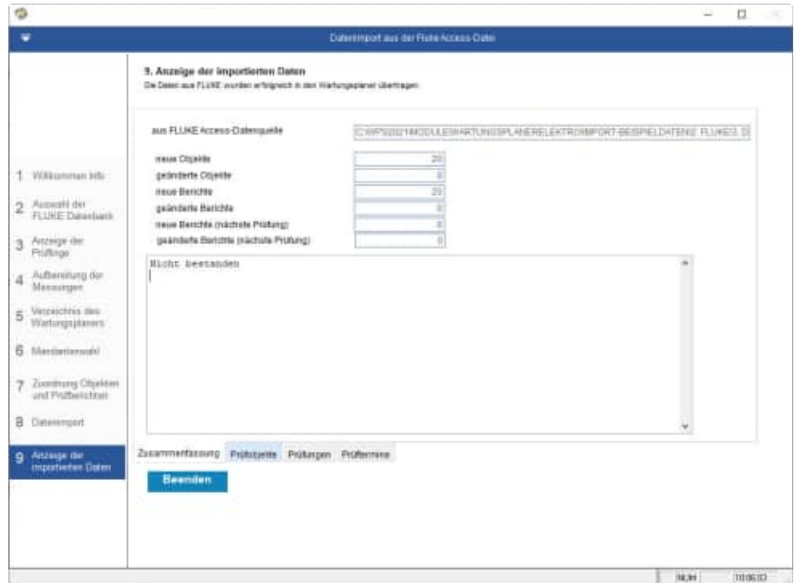 Datenimport aus der Fluke Access-Datei
9. Anzeige der importierten Daten
Die Daten aus FLUKE wurden erfolgreich in den Wartungsplaner übertragen
aus FLUKE Access-Datenquelle
neue Objekte 20
geänderte Objekte 0
neue Berichte 20
geänderte Berichte 0
neue Berichte (nächste Prüfung) 0
geänderte Berichte (nächste Prüfung) 0
Nicht bestanden
1 Willkommen Info
2 Auswahl der
FLUKE Datenbank
3 Anzeige der
Prüflinge
4 Aufbereitung der
Messungen
5 Verzeichnis des
Wartungsplaners
6 Mandantenwahl
7 Zuordnung Objekten
und Prüfberichten
8 Datenimport
9 Anzeige der
importierten Daten
Zusammenfassung Prüfobjekte Prüfungen Prüftermine
Beenden
NUM